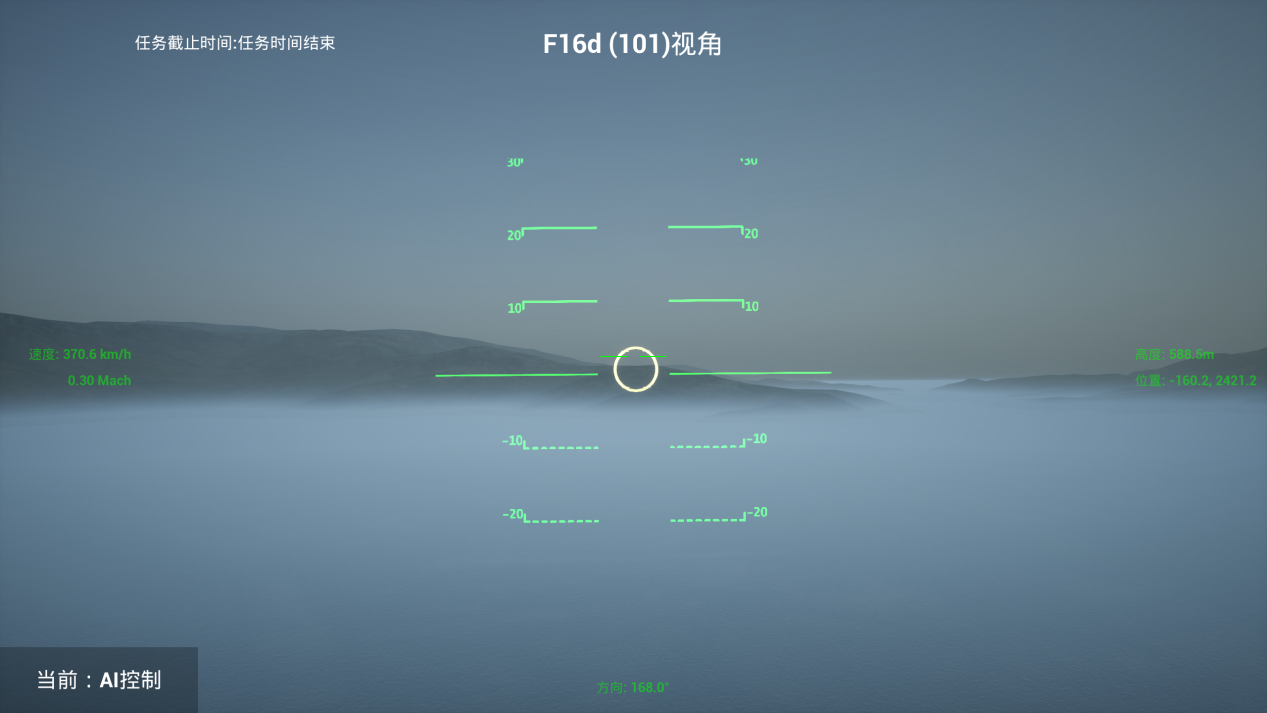 任务截止时间:任务时间结束
F16d (101)视角
30 30
20 20
10 10
速度: 370.6 km/h
高度: 588.5m
0.30 Mach
位置: -160.2, 2421.2
-10 -10
-20 -20
当前：AI控制
方向: 168.0°